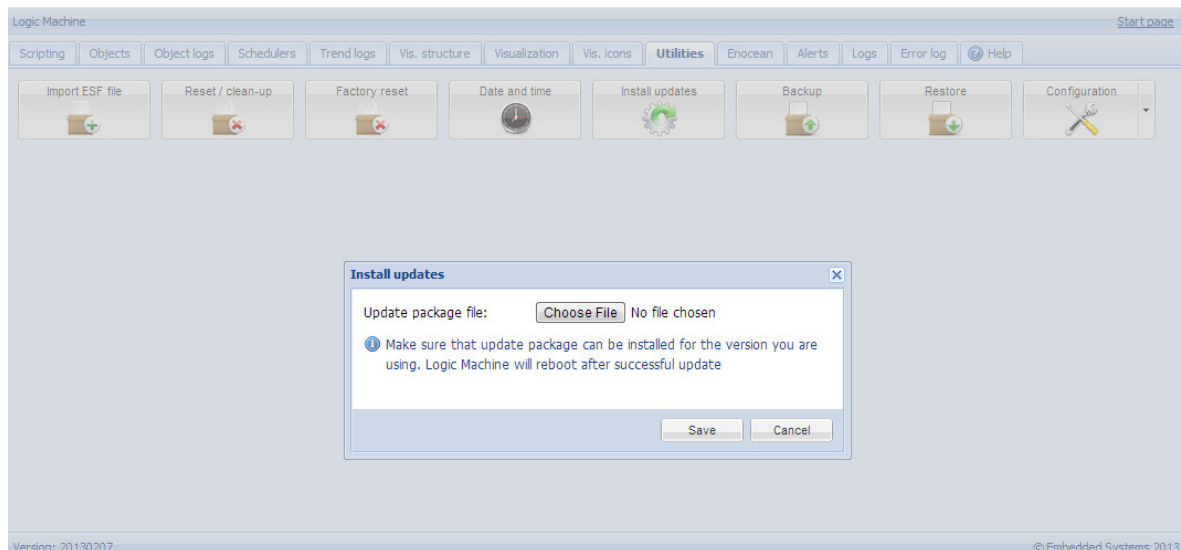 Logic Machine Start page
Scripting Objects Object logs Schedulers Trend logs Vis. structure Visualization Vis. icons Utilities Enocean Alerts Logs Error log Help
Import ESF file Reset / clean-up Factory reset Date and time Install updates Backup Restore Configuration
Install updates
Update package file: Choose File No file chosen
Make sure that update package can be installed for the version you are
using. Logic Machine will reboot after successful update
Save Cancel
Version: 20130207 © Embedded Systems 2013